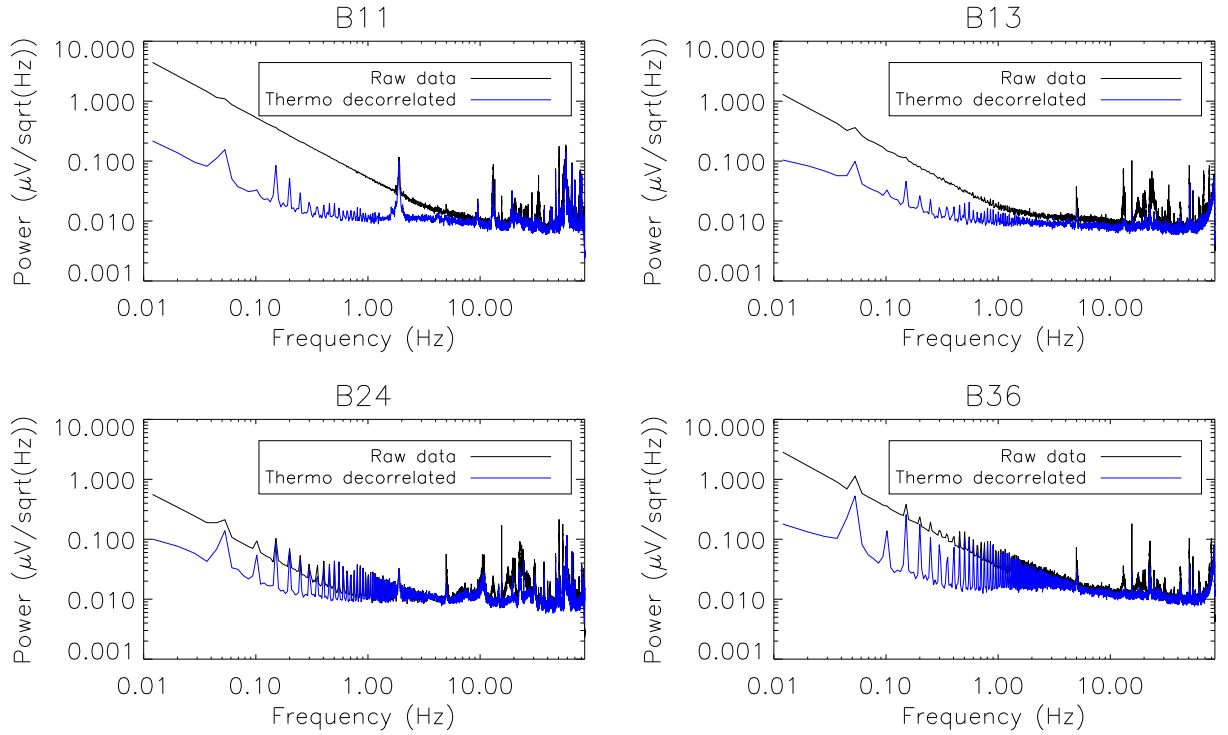 B11
10.000
1.000
0.100
0.010
0.001
Power (μV/sqrt(Hz))
Raw data
Thermo decorrelated
0.01
0.10
1.00
10.00
Frequency (Hz)
B13
10.000
1.000
0.100
0.010
0.001
Power (μV/sqrt(Hz))
Raw data
Thermo decorrelated
0.01
0.10
1.00
10.00
Frequency (Hz)
B24
10.000
1.000
0.100
0.010
0.001
Power (μV/sqrt(Hz))
Raw data
Thermo decorrelated
0.01
0.10
1.00
10.00
Frequency (Hz)
B36
10.000
1.000
0.100
0.010
0.001
Power (μV/sqrt(Hz))
Raw data
Thermo decorrelated
0.01
0.10
1.00
10.00
Frequency (Hz)